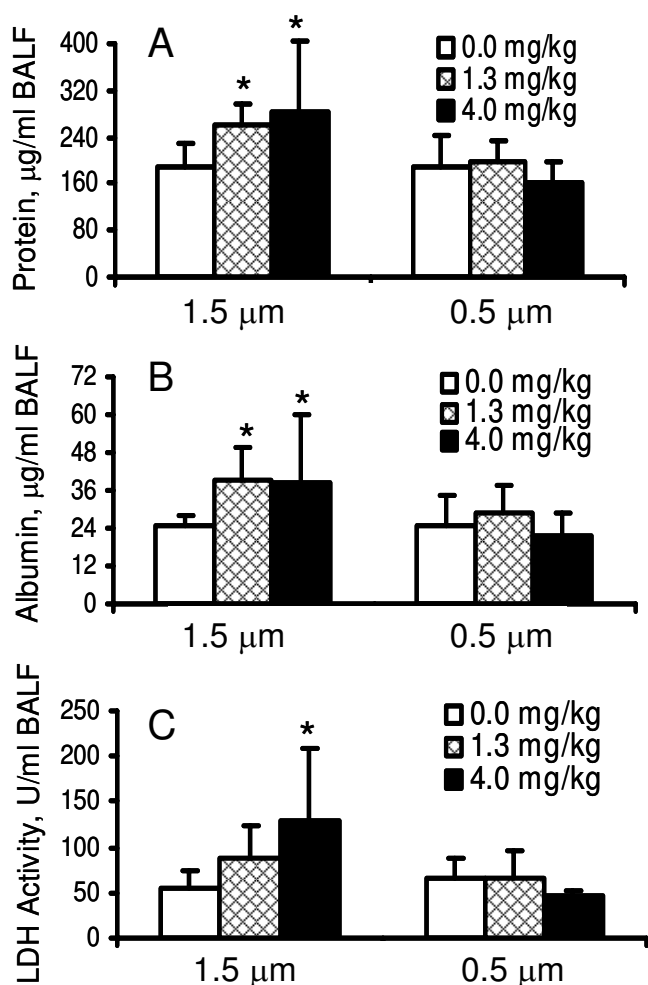 Protein, μg/ml BALF
A
*
*
400
320
240
160
80
0
0.0 mg/kg
1.3 mg/kg
4.0 mg/kg
1.5 μm
0.5 μm
Albumin, μg/ml BALF
B
*
*
72
60
48
36
24
12
0
0.0 mg/kg
1.3 mg/kg
4.0 mg/kg
1.5 μm
0.5 μm
LDH Activity, U/ml BALF
C
*
250
200
150
100
50
0
0.0 mg/kg
1.3 mg/kg
4.0 mg/kg
1.5 μm
0.5 μm